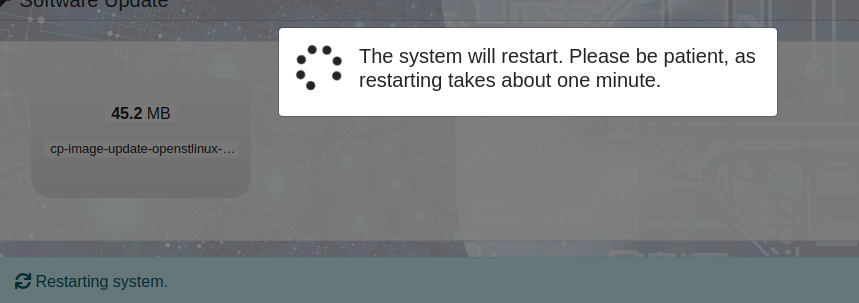 Software Update
The system will restart. Please be patient, as
restarting takes about one minute.
45.2 MB
cp-image-update-openstlinux-...
Restarting system.